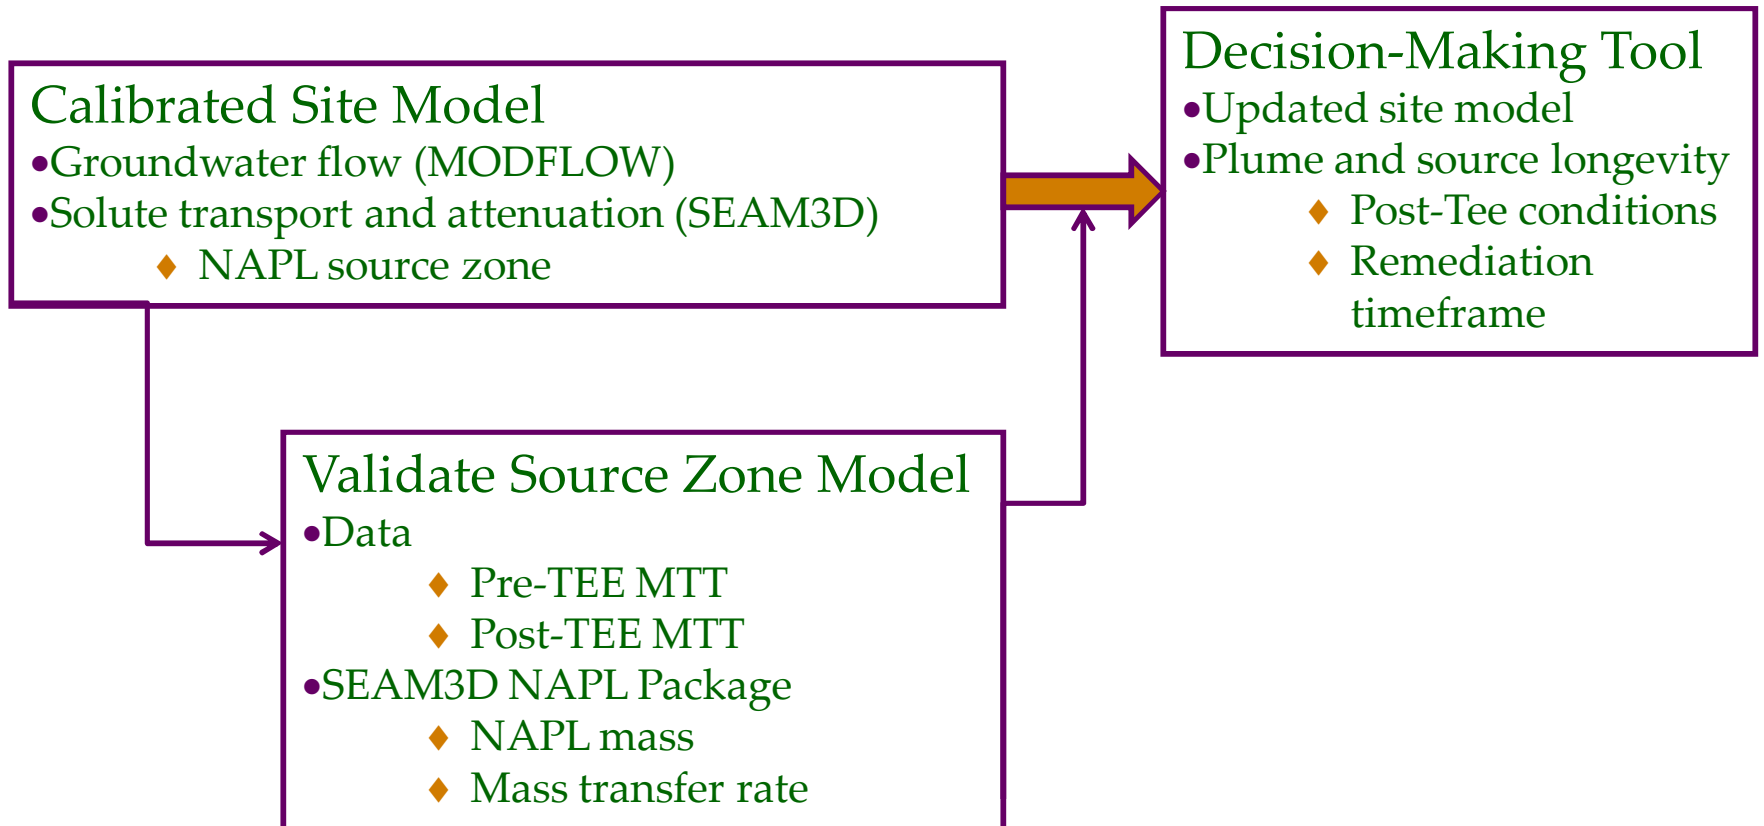 Calibrated Site Model
•Groundwater flow (MODFLOW)
•Solute transport and attenuation (SEAM3D)
♦ NAPL source zone
Decision-Making Tool
•Updated site model
•Plume and source longevity
♦ Post-Tee conditions
♦ Remediation
timeframe
Validate Source Zone Model
•Data
♦ Pre-TEE MTT
♦ Post-TEE MTT
•SEAM3D NAPL Package
♦ NAPL mass
♦ Mass transfer rate